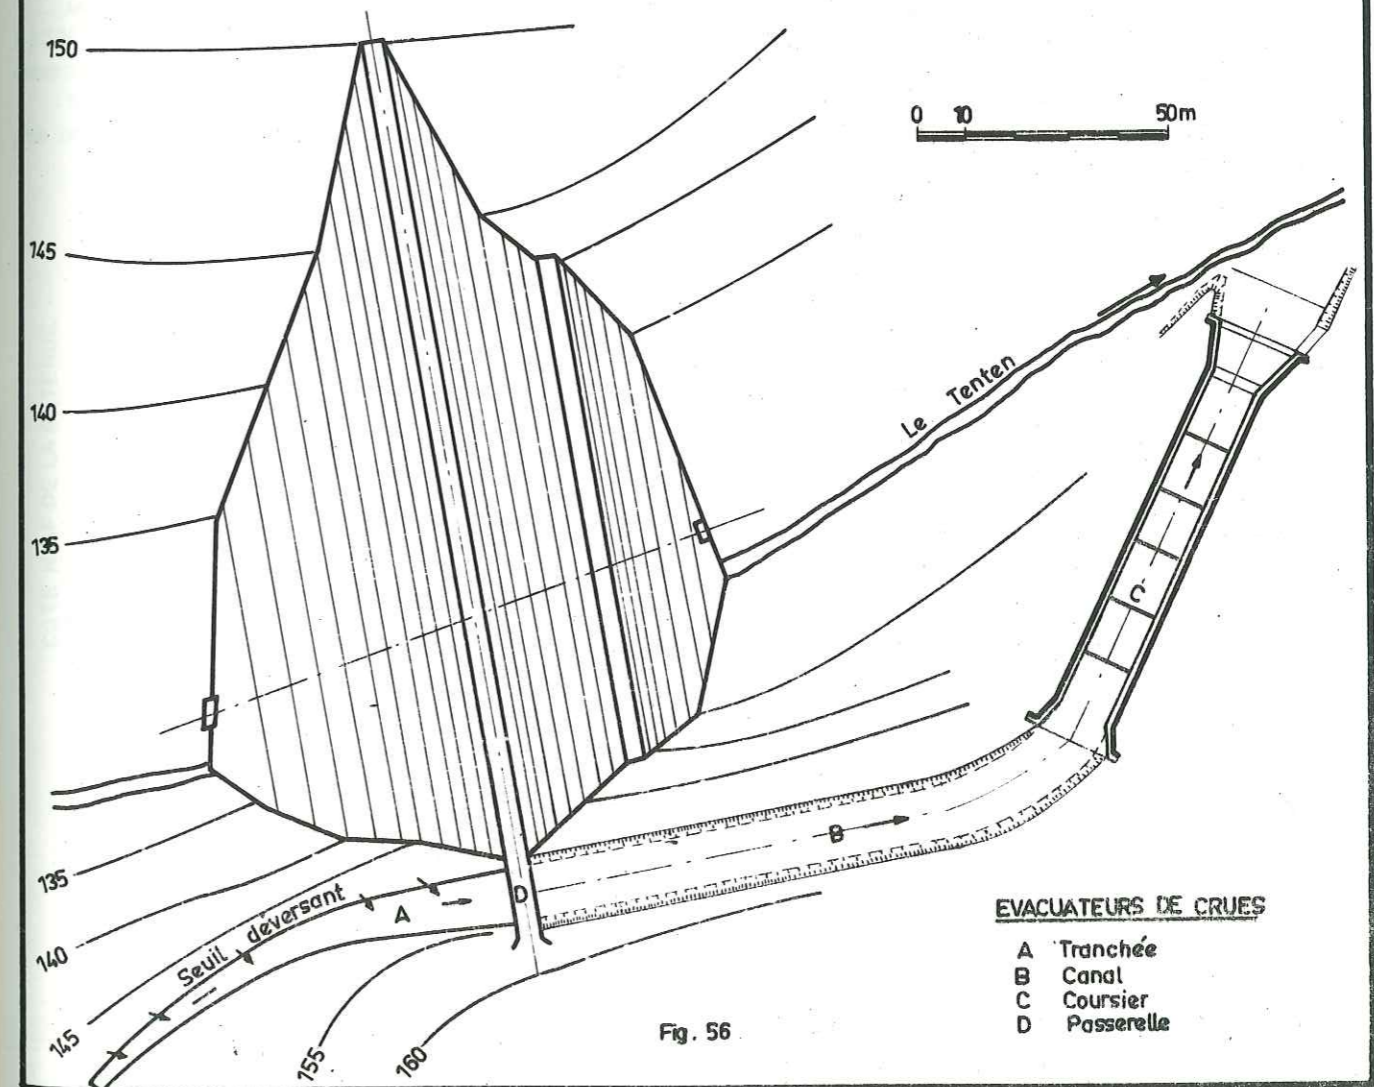 150
0 10 50m
145
140
Le Tenten
135
C
B
D
A
Seuil déversant
135
140
145
155
160
Fig. 56
EVACUATEURS DE CRUES
A Tranchée
B Canal
C Coursier
D Passerelle